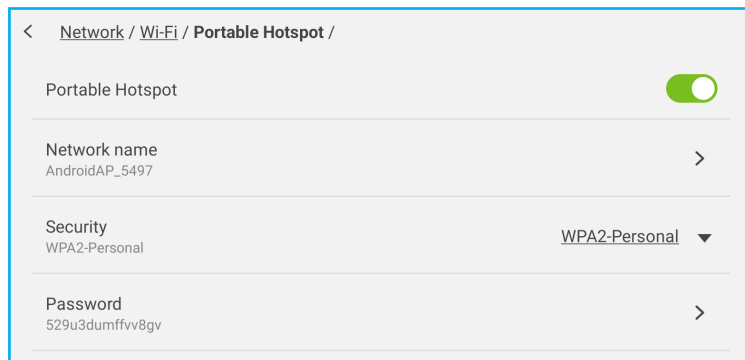 Network / Wi-Fi / Portable Hotspot /
Portable Hotspot
Network name
AndroidAP_5497
Security
WPA2-Personal
WPA2-Personal
Password
529u3dumffvv8gv